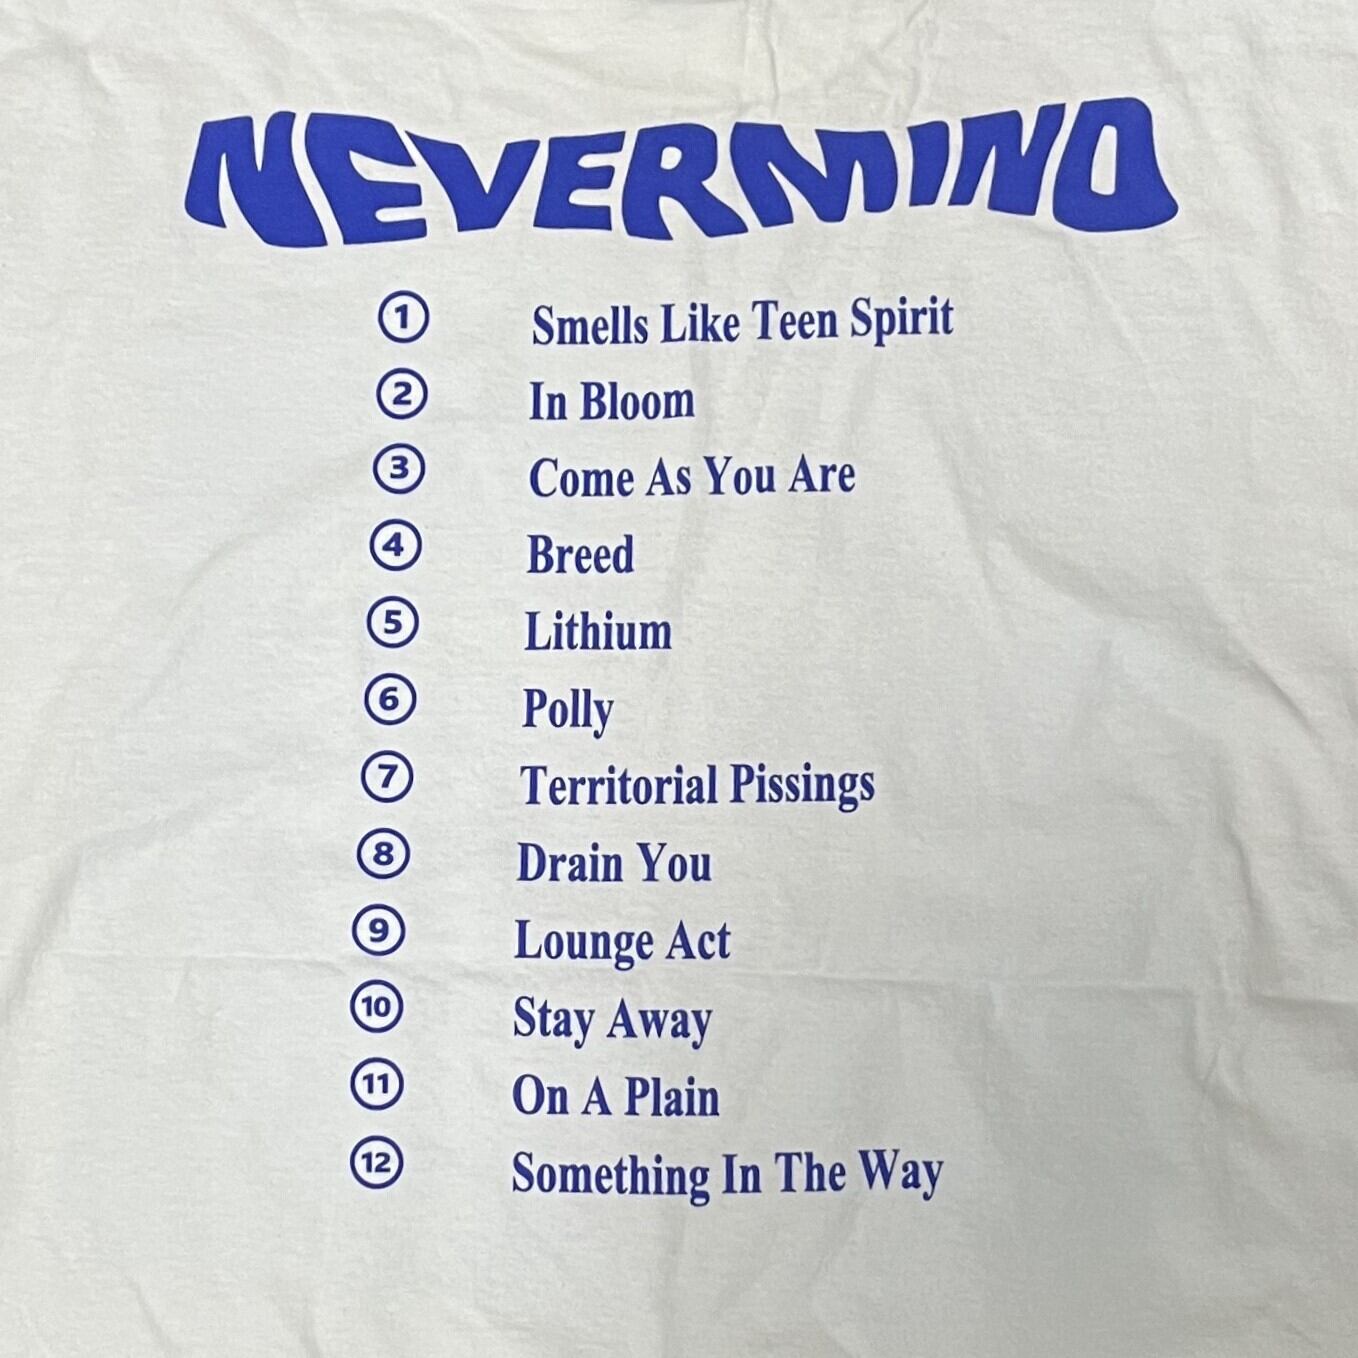 NEVERMIND
1 Smells Like Teen Spirit
2 In Bloom
3 Come As You Are
4 Breed
5 Lithium
6 Polly
7 Territorial Pissings
8 Drain You
9 Lounge Act
10 Stay Away
11 On A Plain
12 Something In The Way